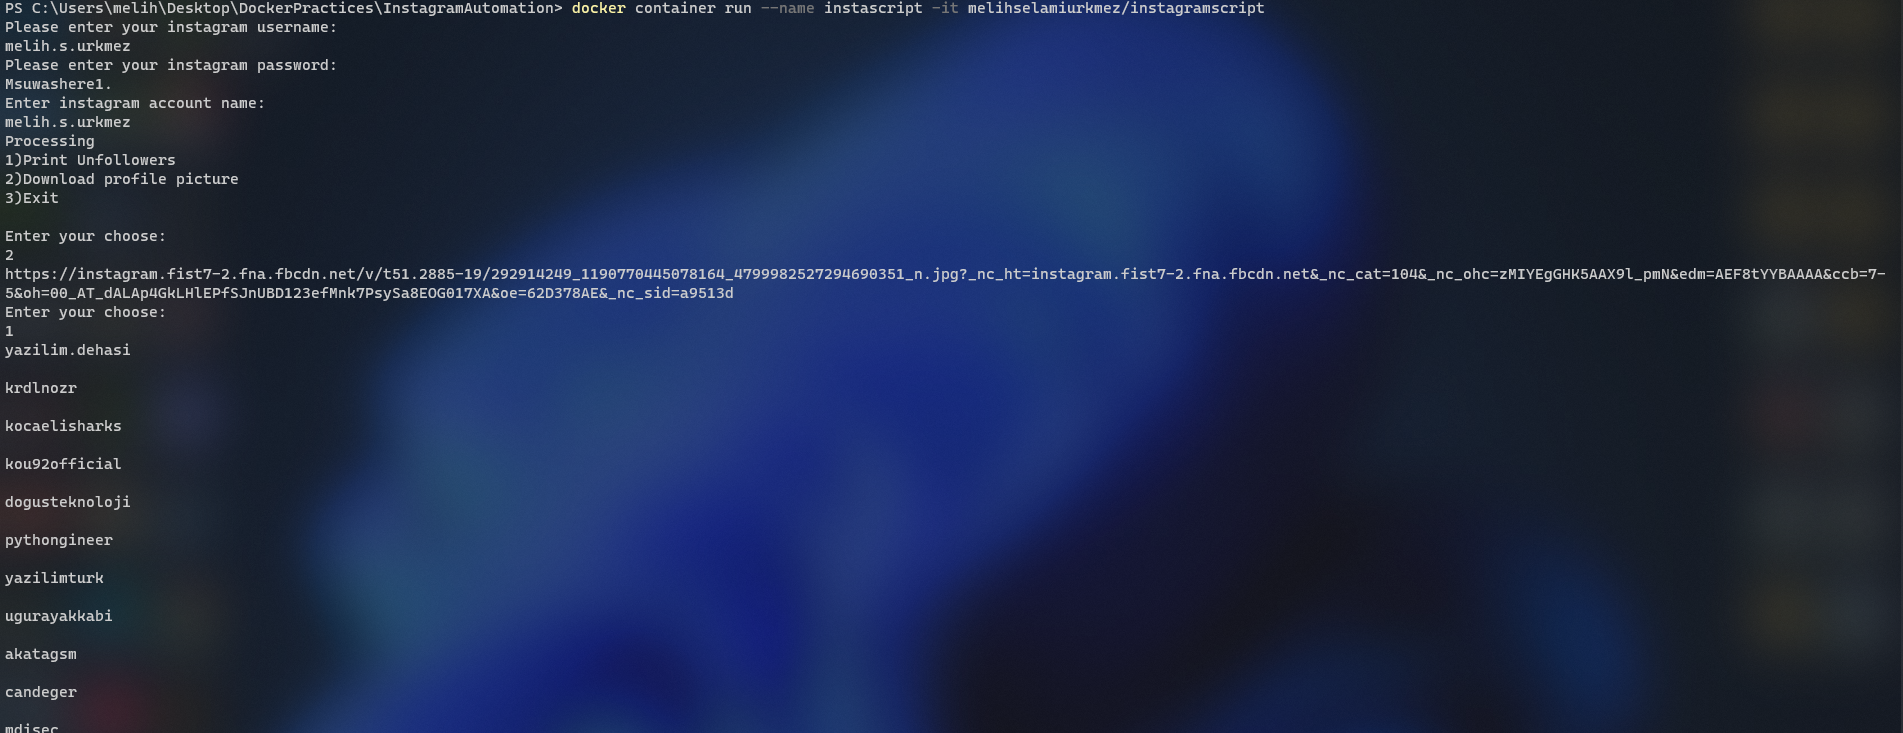 PS C:\Users\melih\Desktop\DockerPractices\InstagramAutomation> docker container run --name instascript -it melihselamiurkmez/instagramscript
Please enter your instagram username:
melih.s.urkmez
Please enter your instagram password:
Msuwashere1.
Enter instagram account name:
melih.s.urkmez
Processing
1)Print Unfollowers
2)Download profile picture
3)Exit
Enter your choose:
2
https://instagram.fist7-2.fna.fbcdn.net/v/t51.2885-19/292914249_1190770445078164_4799982527294690351_n.jpg?_nc_ht=instagram.fist7-2.fna.fbcdn.net&_nc_cat=104&_nc_ohc=zMIYEgGHK5AAX9l_pmN&edm=AEF8tYYBAAAA&ccb=7-
5&oh=00_AT_dALAp4GkLHlEPfSJnUBD123efMnk7PsySa8EOG017XA&oe=62D378AE&_nc_sid=a9513d
Enter your choose:
1
yazilim.dehasi
krdlnozr
kocaelisharks
kou92official
dogusteknoloji
pythongineer
yazilimturk
ugurayakkabi
akatagsm
candeger
mdisec